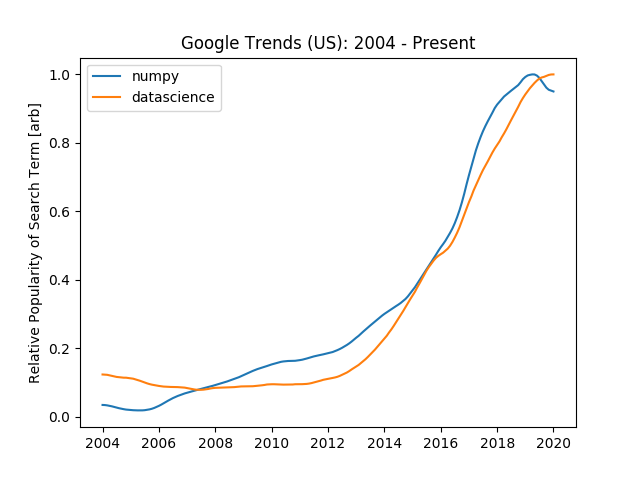 Google Trends (US): 2004 - Present
numpy
datascience
Relative Popularity of Search Term [arb]
1.0
0.8
0.6
0.4
0.2
0.0
2004 2006 2008 2010 2012 2014 2016 2018 2020